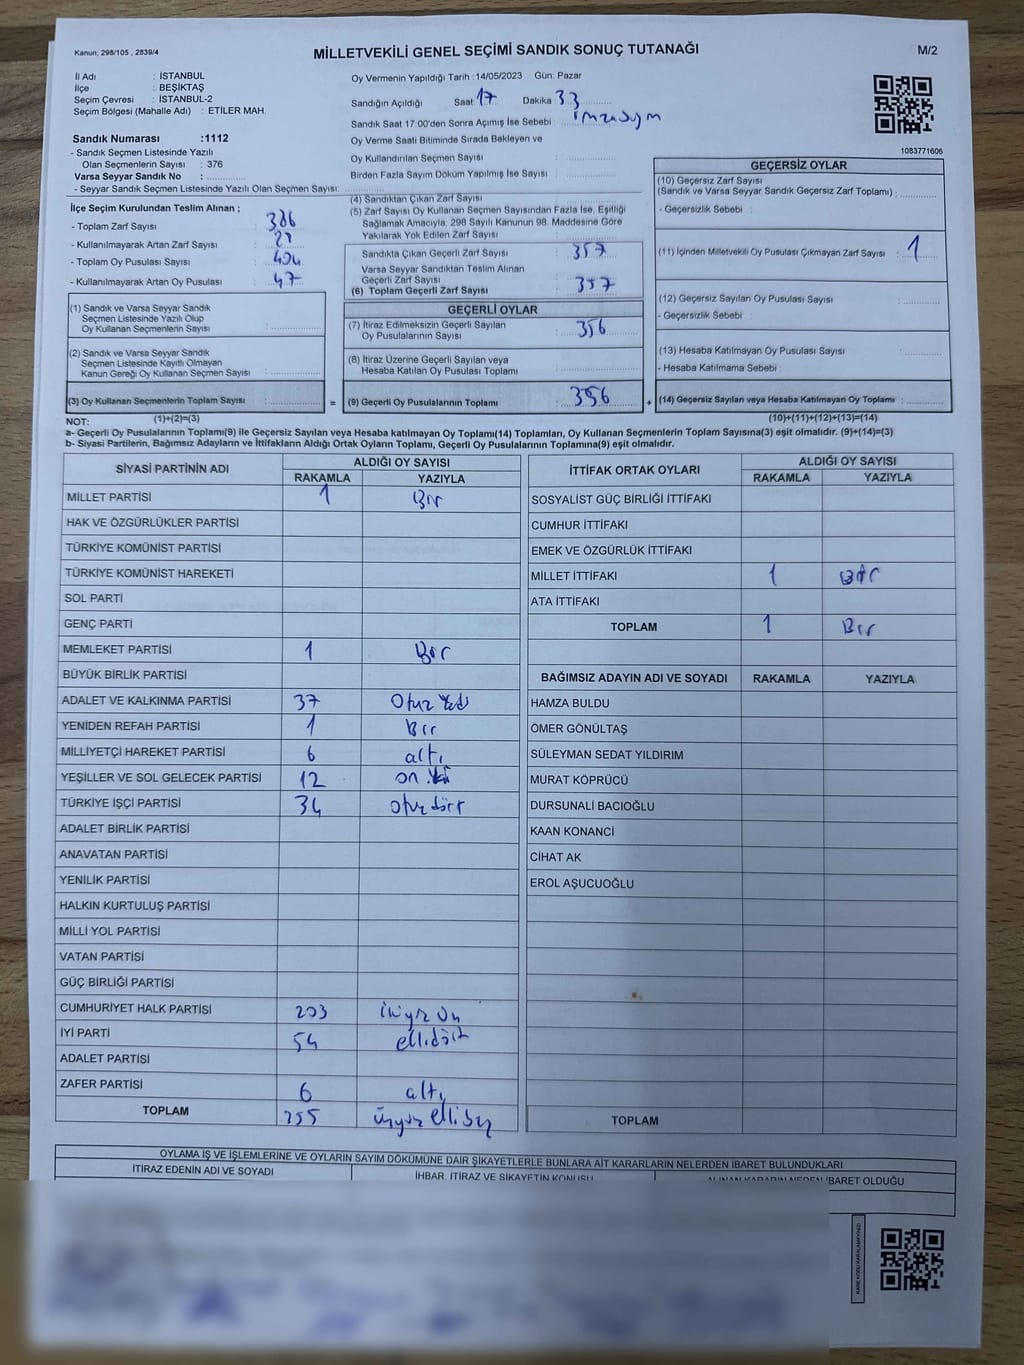 Kanun; 298/105 , 2839/4
MİLLETVEKİLİ GENEL SEÇİMİ SANDIK SONUÇ TUTANAĞI
M/2
İl Adı : İSTANBUL
İlçe : BEŞİKTAŞ
Seçim Çevresi : İSTANBUL-2
Seçim Bölgesi (Mahalle Adı) : ETİLER MAH.
Sandık Numarası :1112
- Sandık Seçmen Listesinde Yazılı
Olan Seçmenlerin Sayısı : 376
Varsa Seyyar Sandık No :
- Seyyar Sandık Seçmen Listesinde Yazılı Olan Seçmen Sayısı:
Oy Vermenin Yapıldığı Tarih : 14/05/2023 Gün: Pazar
Sandığın Açıldığı Saat 17 Dakika 33
Sandık Saat 17:00'den Sonra Açımış İse Sebebi :
Oy Verme Saati Bitiminde Sırada Bekleyen ve
Oy Kullandırılan Seçmen Sayısı :
Birden Fazla Sayım Döküm Yapılmış İse Sayısı :
1083771606
İlçe Seçim Kurulundan Teslim Alınan ;
- Toplam Zarf Sayısı : 386
- Kullanılmayarak Artan Zarf Sayısı :
- Toplam Oy Pusulası Sayısı : 404
- Kullanılmayarak Artan Oy Pusulası : 47
(1) Sandık ve Varsa Seyyar Sandık
Seçmen Listesinde Yazılı Olup
Oy Kullanan Seçmenlerin Sayısı :
(2) Sandık ve Varsa Seyyar Sandık
Seçmen Listesinde Kayıtlı Olmayan
Kanun Gereği Oy Kullanan Seçmen Sayısı :
(3) Oy Kullanan Seçmenlerin Toplam Sayısı :
(1)+(2)=(3)
(4) Sandıktan Çıkan Zarf Sayısı :
(5) Zarf Sayısı Oy Kullanan Seçmen Sayısından Fazla İse, Eşitliği
Sağlamak Amacıyla, 298 Sayılı Kanunun 98. Maddesine Göre
Yakılarak Yok Edilen Zarf Sayısı :
Sandıkta Çıkan Geçerli Zarf Sayısı : 357
Varsa Seyyar Sandıktan Teslim Alınan
Geçerli Zarf Sayısı :
(6) Toplam Geçerli Zarf Sayısı : 357
GEÇERLİ OYLAR
(7) İtiraz Edilmeksizin Geçerli Sayılan
Oy Pusulalarının Sayısı : 356
(8) İtiraz Üzerine Geçerli Sayılan veya
Hesaba Katılan Oy Pusulası Toplamı :
= (9) Geçerli Oy Pusulalarının Toplamı : 356
GEÇERSİZ OYLAR
(10) Geçersiz Zarf Sayısı
(Sandık ve Varsa Seyyar Sandık Geçersiz Zarf Toplamı) :
- Geçersizlik Sebebi :
(11) İçinden Milletvekili Oy Pusulası Çıkmayan Zarf Sayısı : 1
(12) Geçersiz Sayılan Oy Pusulası Sayısı :
- Geçersizlik Sebebi :
(13) Hesaba Katılmayan Oy Pusulası Sayısı :
- Hesaba Katılmama Sebebi :
+ (14) Geçersiz Sayılan veya Hesaba Katılmayan Oy Toplamı :
(10)+(11)+(12)+(13)=(14)
NOT:
a- Geçerli Oy Pusulalarının Toplamı(9) ile Geçersiz Sayılan veya Hesaba katılmayan Oy Toplamı(14) Toplamları, Oy Kullanan Seçmenlerin Toplam Sayısına(3) eşit olmalıdır. (9)+(14)=(3)
b- Siyasi Partilerin, Bağımsız Adayların ve İttifakların Aldığı Ortak Oyların Toplamı, Geçerli Oy Pusulalarının Toplamına(9) eşit olmalıdır.
SİYASİ PARTİNİN ADI ALDIĞI OY SAYISI
RAKAMLA YAZIYLA
MİLLET PARTİSİ 1 Bir
HAK VE ÖZGÜRLÜKLER PARTİSİ
TÜRKİYE KOMÜNİST PARTİSİ
TÜRKİYE KOMÜNİST HAREKETİ
SOL PARTİ
GENÇ PARTİ
MEMLEKET PARTİSİ 1 Bir
BÜYÜK BİRLİK PARTİSİ
ADALET VE KALKINMA PARTİSİ 37 Otuz Yedi
YENİDEN REFAH PARTİSİ 1 Bir
MİLLİYETÇİ HAREKET PARTİSİ 6 altı
YEŞİLLER VE SOL GELECEK PARTİSİ 12 on iki
TÜRKİYE İŞÇİ PARTİSİ 34 otuz dört
ADALET BİRLİK PARTİSİ
ANAVATAN PARTİSİ
YENİLİK PARTİSİ
HALKIN KURTULUŞ PARTİSİ
MİLLİ YOL PARTİSİ
VATAN PARTİSİ
GÜÇ BİRLİĞİ PARTİSİ
CUMHURİYET HALK PARTİSİ 203 ikiyüz üç
İYİ PARTİ 54 ellidört
ADALET PARTİSİ
ZAFER PARTİSİ 6 altı
TOPLAM 355 üçyüz elli beş
İTTİFAK ORTAK OYLARI ALDIĞI OY SAYISI
RAKAMLA YAZIYLA
SOSYALİST GÜÇ BİRLİĞİ İTTİFAKI
CUMHUR İTTİFAKI
EMEK VE ÖZGÜRLÜK İTTİFAKI
MİLLET İTTİFAKI 1 Bir
ATA İTTİFAKI
TOPLAM 1 Bir
BAĞIMSIZ ADAYIN ADI VE SOYADI RAKAMLA YAZIYLA
HAMZA BULDU
ÖMER GÖNÜLTAŞ
SÜLEYMAN SEDAT YILDIRIM
MURAT KÖPRÜCÜ
DURSUNALİ BACIOĞLU
KAAN KONANCİ
CİHAT AK
EROL AŞUCUOĞLU
TOPLAM
OYLAMA İŞ VE İŞLEMLERİNE VE OYLARIN SAYIM DÖKÜMÜNE DAİR ŞİKAYETLERLE BUNLARA AİT KARARLARIN NELERDEN İBARET BULUNDUKLARI
İTİRAZ EDENİN ADI VE SOYADI İHBAR, İTİRAZ VE ŞİKAYETİN KONUSU ALINAN KARARIN NEDEN İBARET OLDUĞU